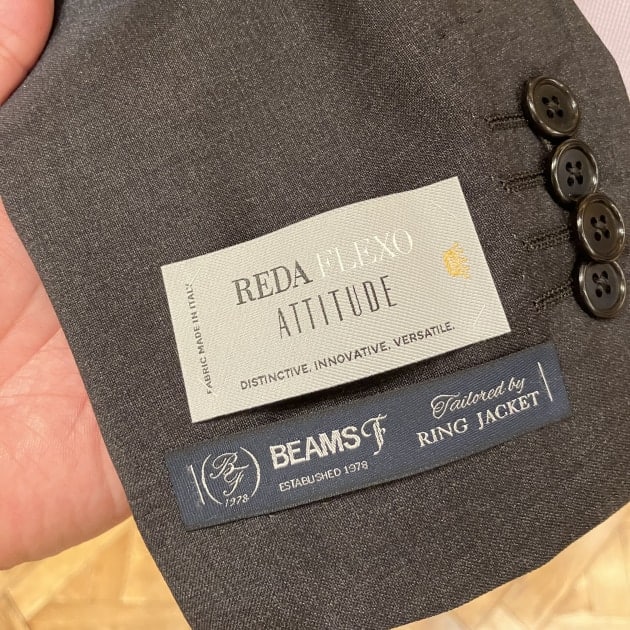 FABRIC MADE IN ITALY
REDA FLEXO
ATTITUDE
DISTINCTIVE. INNOVATIVE. VERSATILE.
BF
1978
BEAMS F
ESTABLISHED 1978
Tailored by
RING JACKET